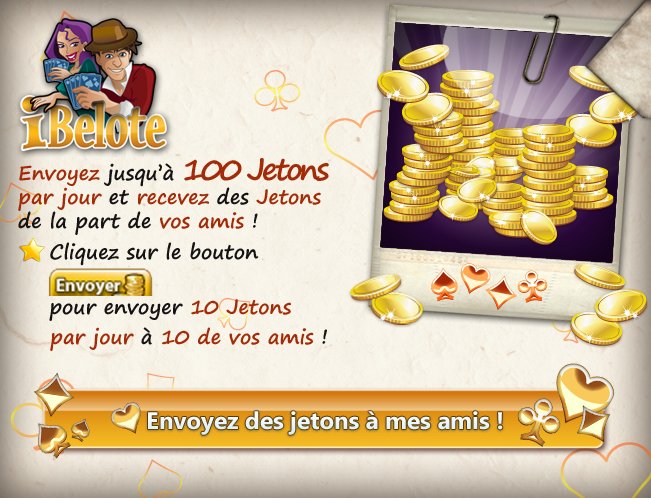 iBelote
Envoyez jusqu'à 100 Jetons
par jour et recevez des Jetons
de la part de vos amis !
Cliquez sur le bouton
Envoyer
pour envoyer 10 Jetons
par jour à 10 de vos amis !
Envoyez des jetons à mes amis !